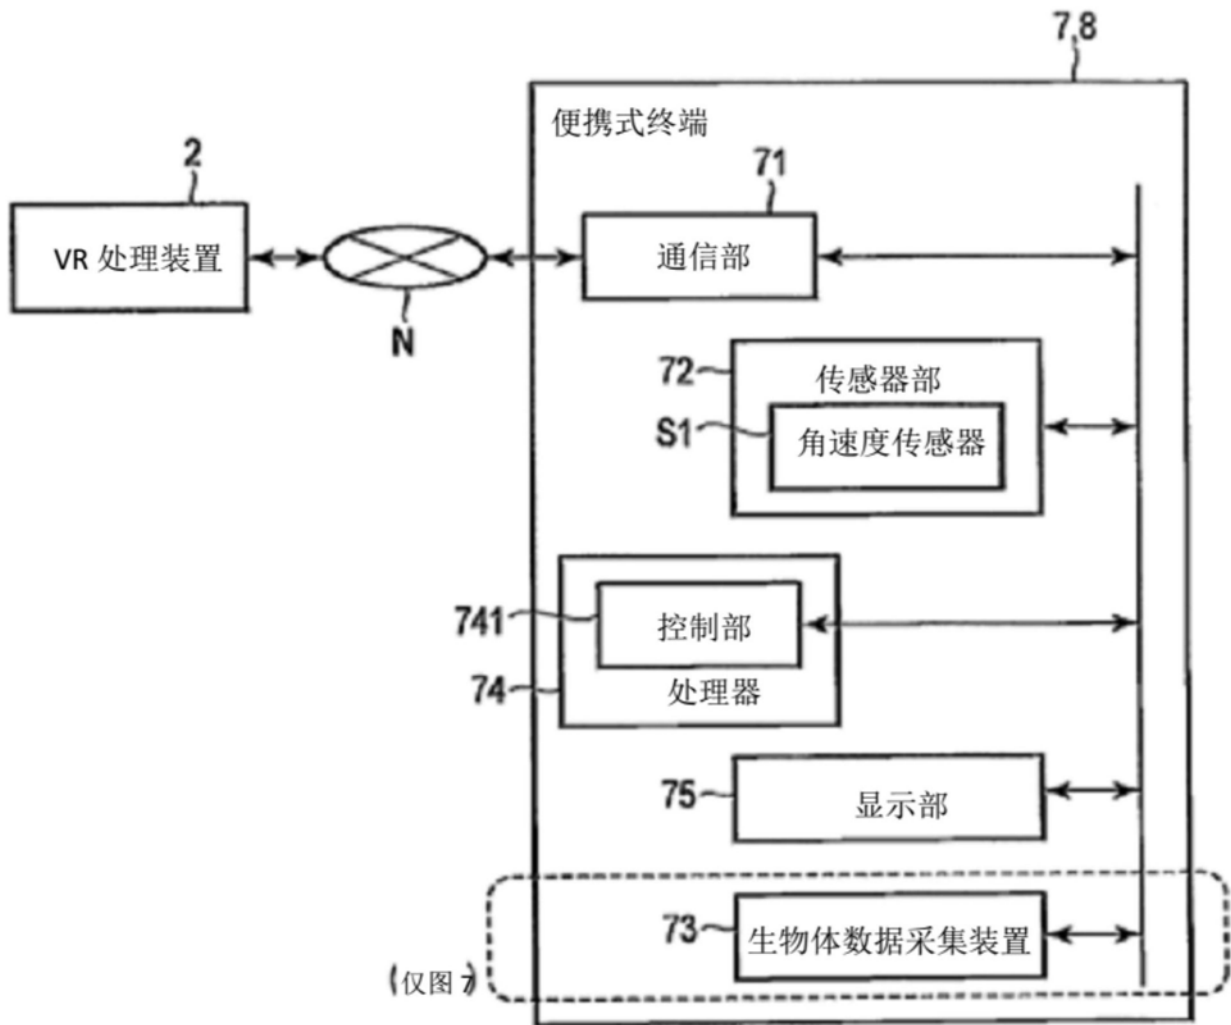 7,8
便携式终端
2
71
VR 处理装置
通信部
N
72
传感器部
S1
角速度传感器
741
控制部
74
处理器
75
显示部
73
生物体数据采集装置
(仅图 7)